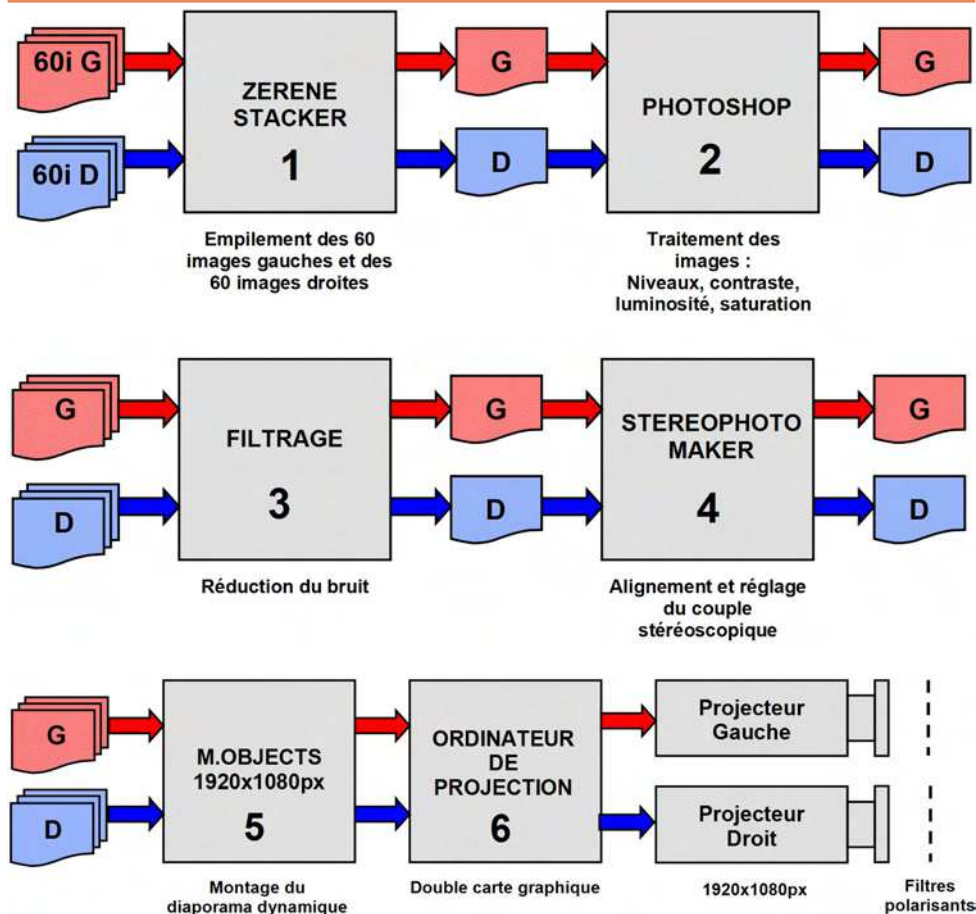 60i G
60i D
ZERENE
STACKER
1
G
D
PHOTOSHOP
2
G
D
Empilement des 60
images gauches et des
60 images droites
Traitement des
images :
Niveaux, contraste,
luminosité, saturation
G
D
FILTRAGE
3
G
D
STEREOPHOTO
MAKER
4
G
D
Réduction du bruit
Alignement et réglage
du couple
stéréoscopique
G
D
M.OBJECTS
1920x1080px
5
ORDINATEUR
DE
PROJECTION
6
Projecteur
Gauche
Projecteur
Droit
Montage du
diaporama dynamique
Double carte graphique
1920x1080px
Filtres
polarisants